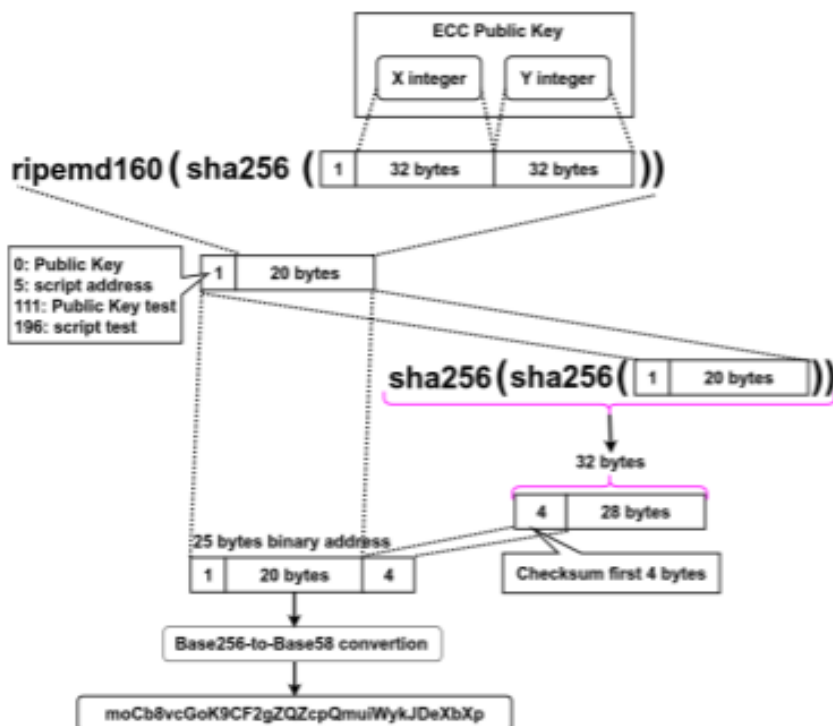 ECC Public Key
X integer Y integer
ripemd160(sha256(1 32 bytes 32 bytes))
0: Public Key
5: script address
111: Public Key test
196: script test
1 20 bytes
sha256(sha256(1 20 bytes))
32 bytes
4 28 bytes
25 bytes binary address
Checksum first 4 bytes
1 20 bytes 4
Base256-to-Base58 convertion
moCb8vcGoK9CF2gZQZcpQmuiWykJDeXbXp